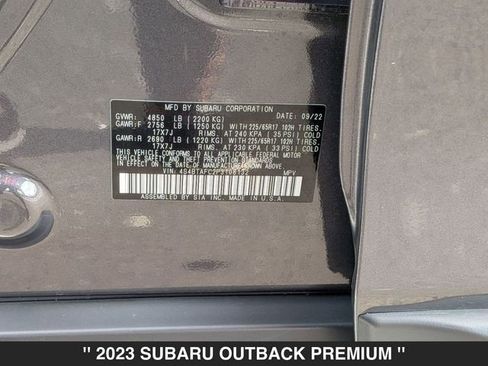 MFD BY SUBARU CORPORATION DATE: 09/22
GVWR: 4850 LB (2200 KG)
GAWR:F 2756 LB (1250 KG) WITH 225/65R17 102H TIRES.
17X7J RIMS. AT 240 KPA (35 PSI) COLD
GAWR:R 2690 LB (1220 KG) WITH 225/65R17 102H TIRES.
17X7J RIMS. AT 230 KPA (33 PSI) COLD
THIS VEHICLE CONFORMS TO ALL APPLICABLE FEDERAL MOTOR
VEHICLE SAFETY AND BUMPER STANDARDS IN EFFECT ON THE
DATE OF MANUFACTURE SHOWN ABOVE.
VIN: MPV
ASSEMBLED BY SIA INC. IN U.S.A.
" 2023 SUBARU OUTBACK PREMIUM "